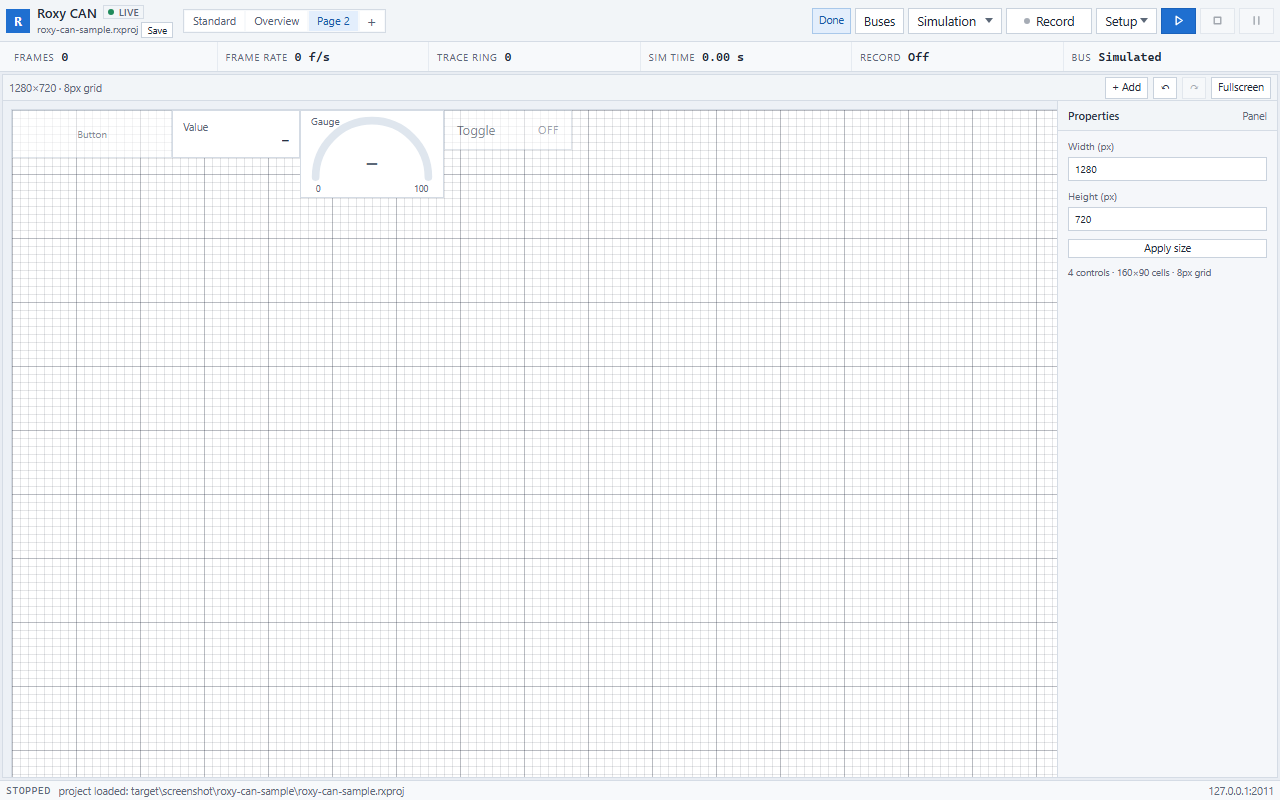 R
Roxy CAN
LIVE
roxy-can-sample.rxproj
Save
Standard
Overview
Page 2
+
Done
Buses
Simulation
Record
Setup
FRAMES 0
FRAME RATE 0 f/s
TRACE RING 0
SIM TIME 0.00 s
RECORD Off
BUS Simulated
1280×720 · 8px grid
+ Add
Fullscreen
Button
Value
–
Gauge
–
0
100
Toggle
OFF
Properties
Panel
Width (px)
1280
Height (px)
720
Apply size
4 controls · 160×90 cells · 8px grid
STOPPED
project loaded: target\screenshot\roxy-can-sample\roxy-can-sample.rxproj
127.0.0.1:2011